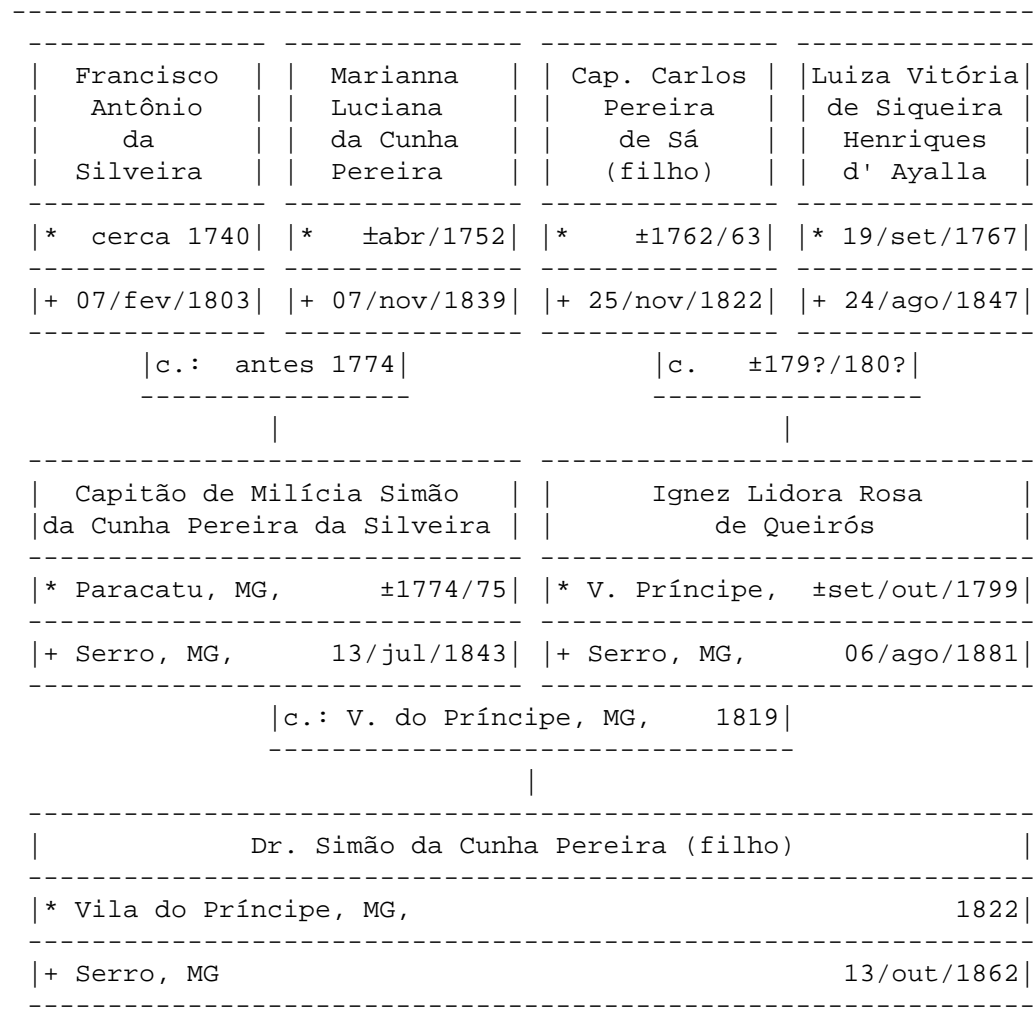 ----------------------------------------------------------------
--------------- --------------- --------------- ---------------
|  Francisco  | |  Marianna   | | Cap. Carlos | |Luiza Vitória|
|   Antônio   | |  Luciana    | |   Pereira   | | de Siqueira |
|     da      | |  da Cunha   | |    de Sá    | |  Henriques  |
|  Silveira   | |  Pereira    | |   (filho)   | |  d' Ayalla  |
--------------- --------------- --------------- ---------------
|*  cerca 1740| |*   ±abr/1752| |*    ±1762/63| |* 19/set/1767|
--------------- --------------- --------------- ---------------
|+ 07/fev/1803| |+ 07/nov/1839| |+ 25/nov/1822| |+ 24/ago/1847|
--------------- --------------- --------------- ---------------
       |c.:  antes 1774|               |c.   ±179?/180?|
       -----------------               -----------------
               |                               |
------------------------------- -------------------------------
|  Capitão de Milícia Simão   | |      Ignez Lidora Rosa      |
|da Cunha Pereira da Silveira | |          de Queirós         |
------------------------------- -------------------------------
|* Paracatu, MG,      ±1774/75| |* V. Príncipe,  ±set/out/1799|
------------------------------- -------------------------------
|+ Serro, MG,      13/jul/1843| |+ Serro, MG,      06/ago/1881|
------------------------------- -------------------------------
               |c.: V. do Príncipe, MG,    1819|
               ---------------------------------
                               |
---------------------------------------------------------------
|             Dr. Simão da Cunha Pereira (filho)              |
---------------------------------------------------------------
|* Vila do Príncipe, MG,                                  1822|
---------------------------------------------------------------
|+ Serro, MG                                       13/out/1862|
---------------------------------------------------------------